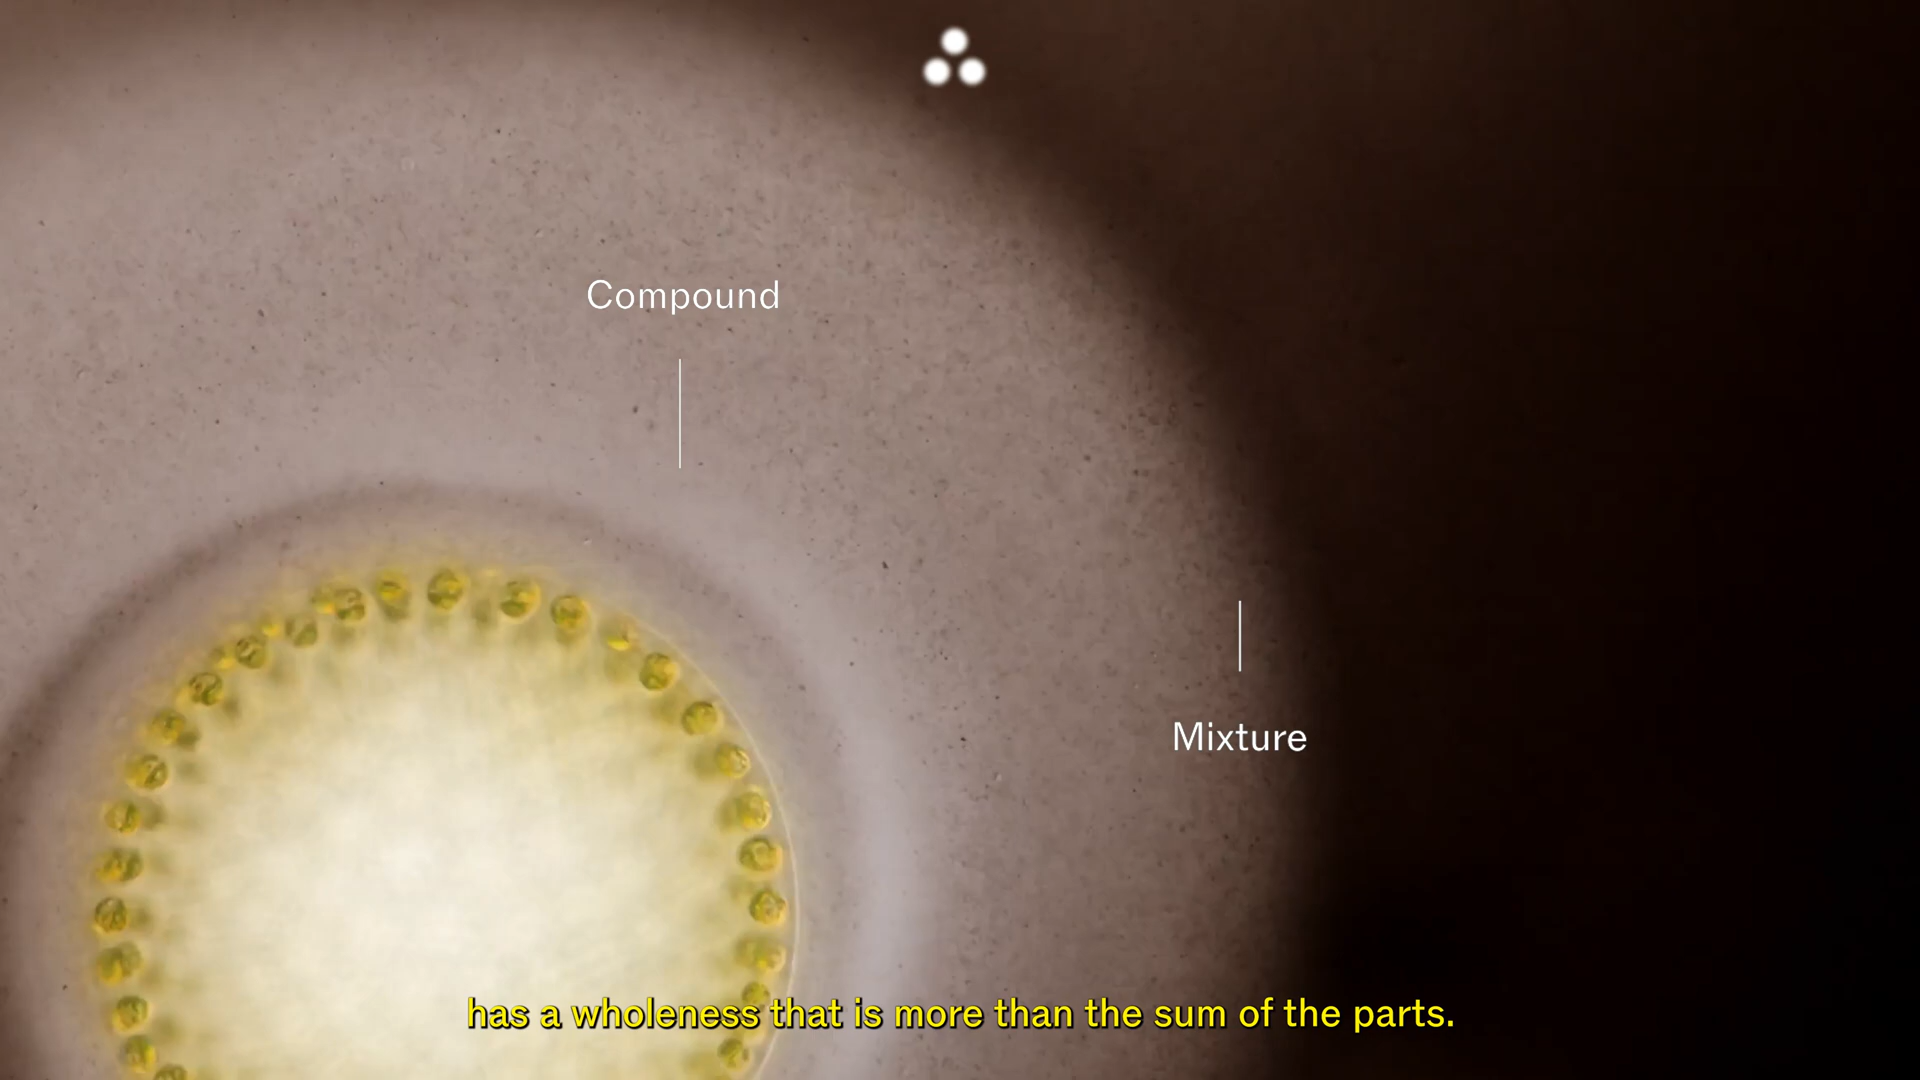 Compound
Mixture
has a wholeness that is more than the sum of the parts.